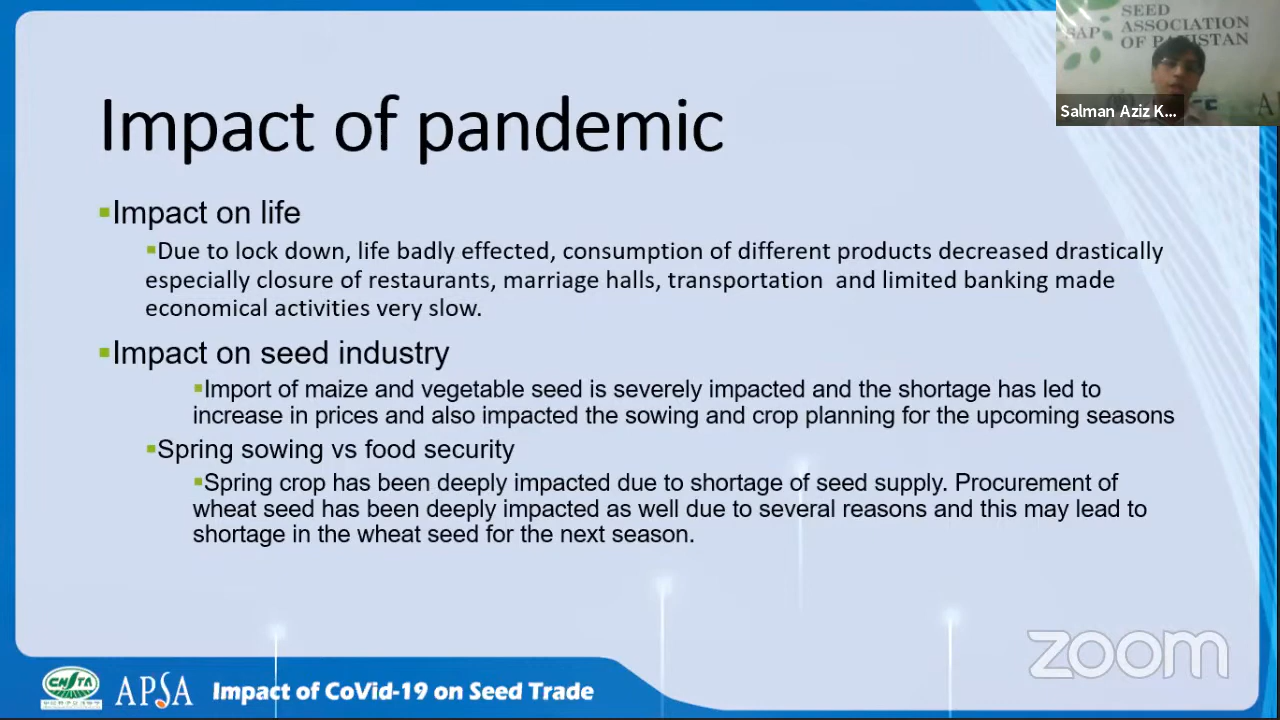 SEED
SAP ASSOCIATION
OF PAKISTAN
Salman Aziz K...
Impact of pandemic
Impact on life
Due to lock down, life badly effected, consumption of different products decreased drastically
especially closure of restaurants, marriage halls, transportation and limited banking made
economical activities very slow.
Impact on seed industry
Import of maize and vegetable seed is severely impacted and the shortage has led to
increase in prices and also impacted the sowing and crop planning for the upcoming seasons
Spring sowing vs food security
Spring crop has been deeply impacted due to shortage of seed supply. Procurement of
wheat seed has been deeply impacted as well due to several reasons and this may lead to
shortage in the wheat seed for the next season.
zoom
CNSTA APSA Impact of CoVid-19 on Seed Trade